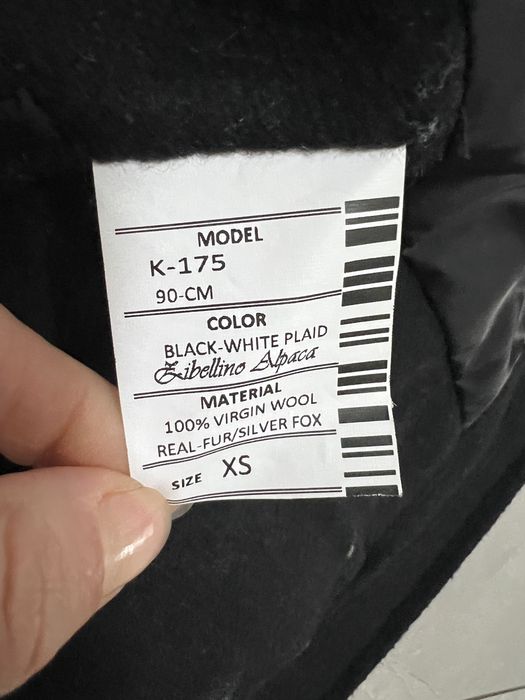 MODEL
K-175
90-CM
COLOR
BLACK-WHITE PLAID
Zibellino Alpaca
MATERIAL
100% VIRGIN WOOL
REAL-FUR/SILVER FOX
SIZE XS